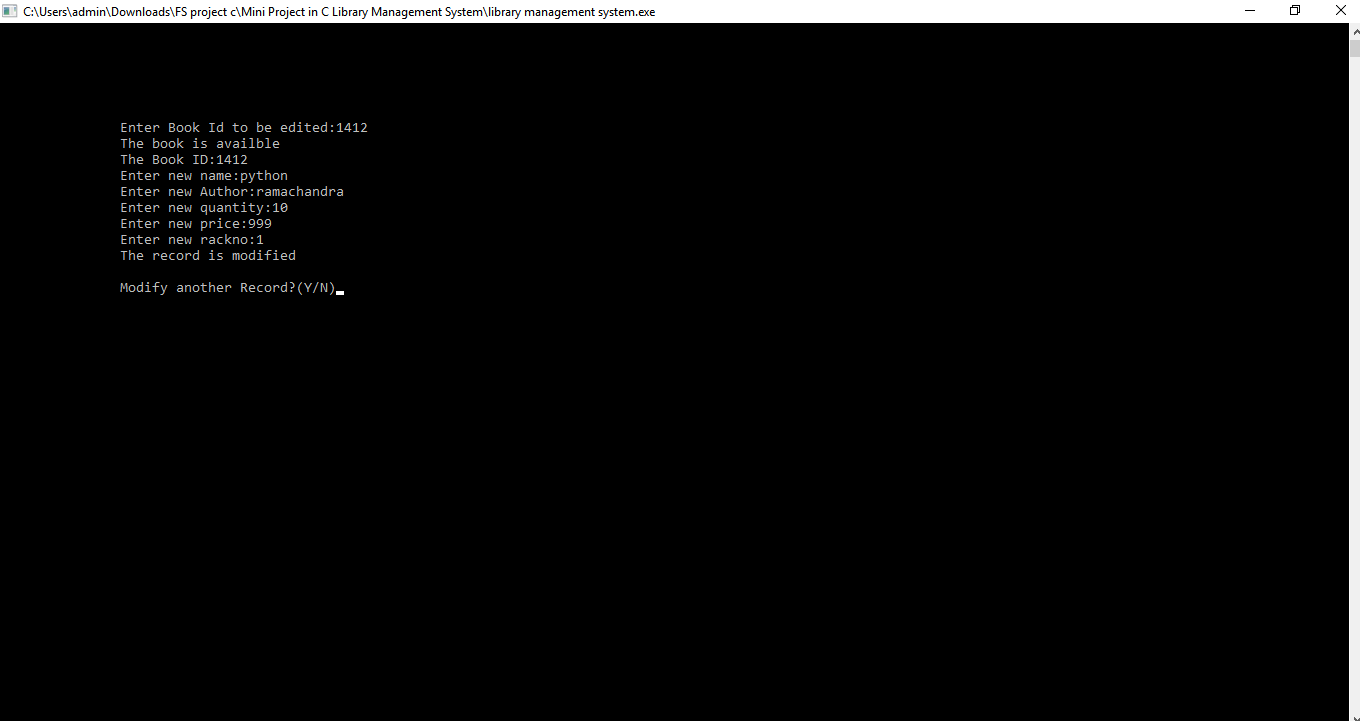 C:\Users\admin\Downloads\FS project c\Mini Project in C Library Management System\library management system.exe
Enter Book Id to be edited:1412
The book is availble
The Book ID:1412
Enter new name:python
Enter new Author:ramachandra
Enter new quantity:10
Enter new price:999
Enter new rackno:1
The record is modified
Modify another Record?(Y/N)